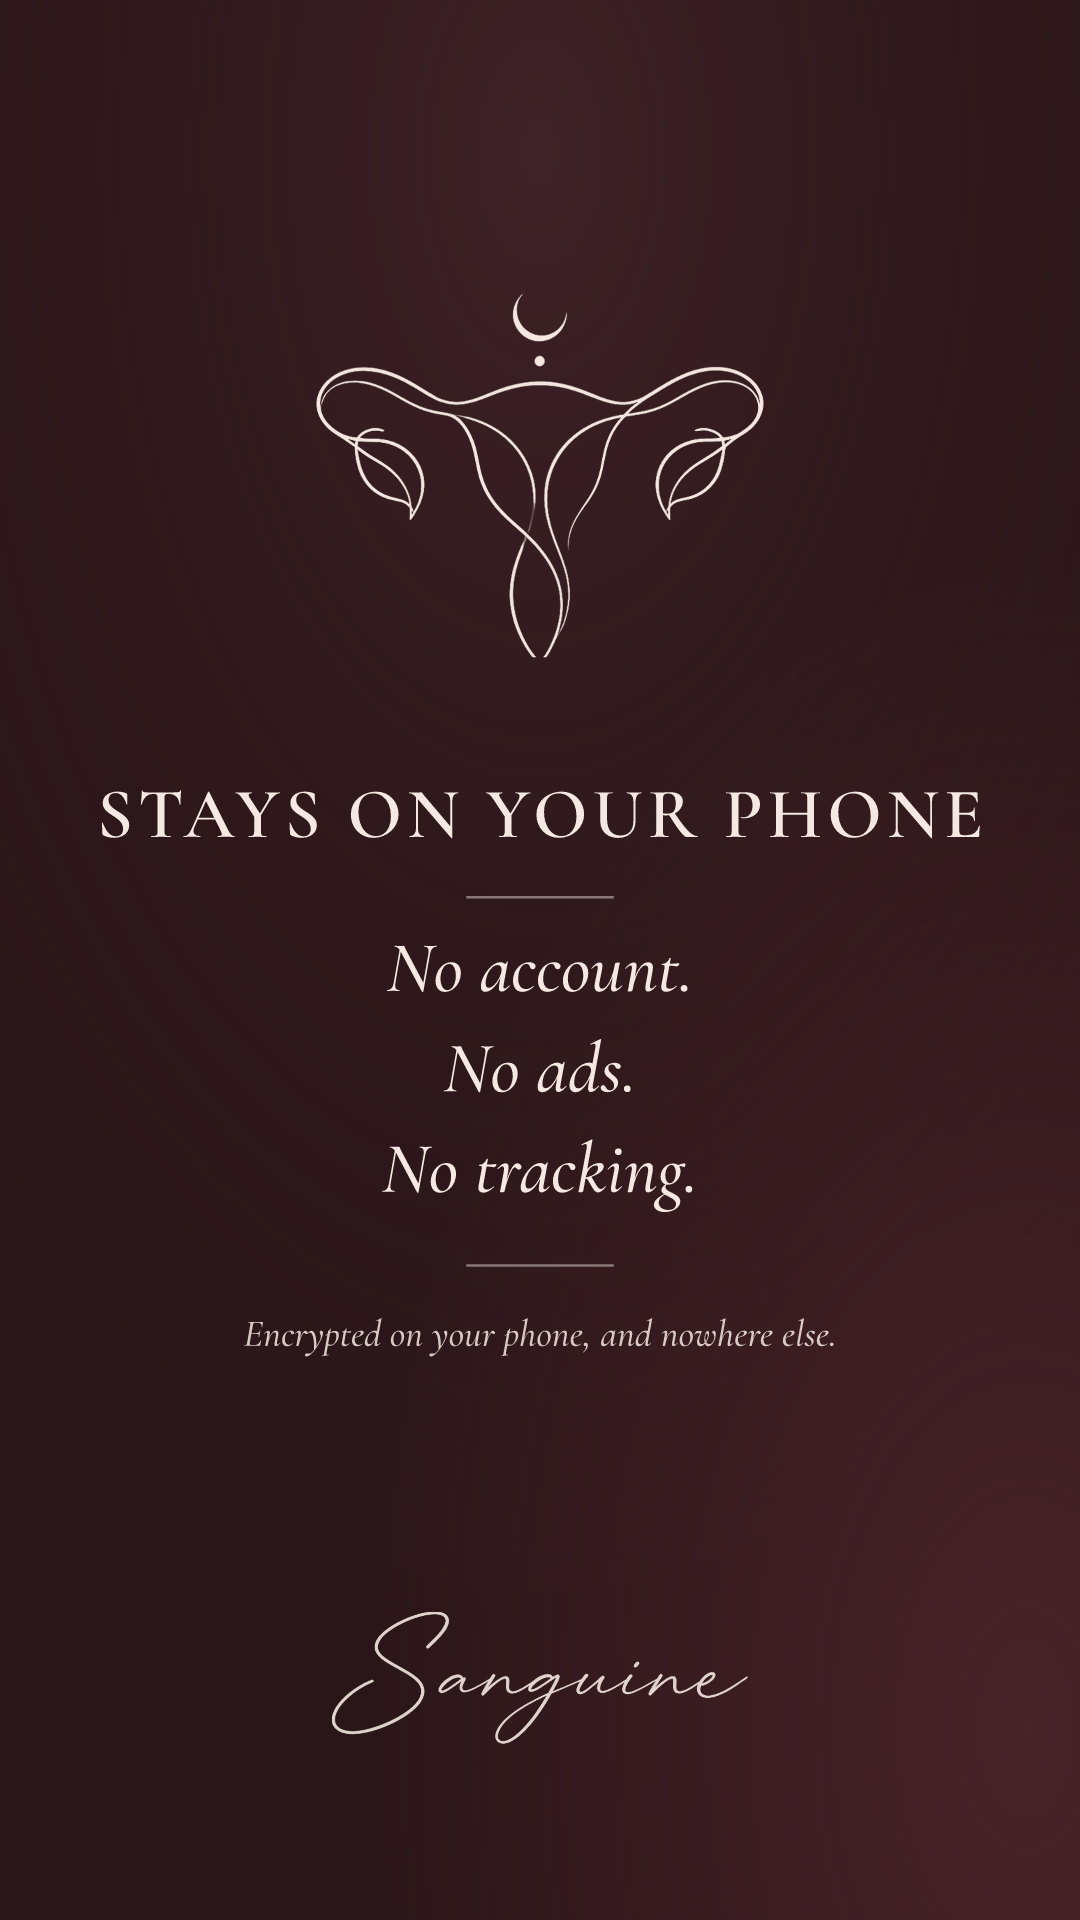 STAYS ON YOUR PHONE
No account.
No ads.
No tracking.
Encrypted on your phone, and nowhere else.
Sanguine